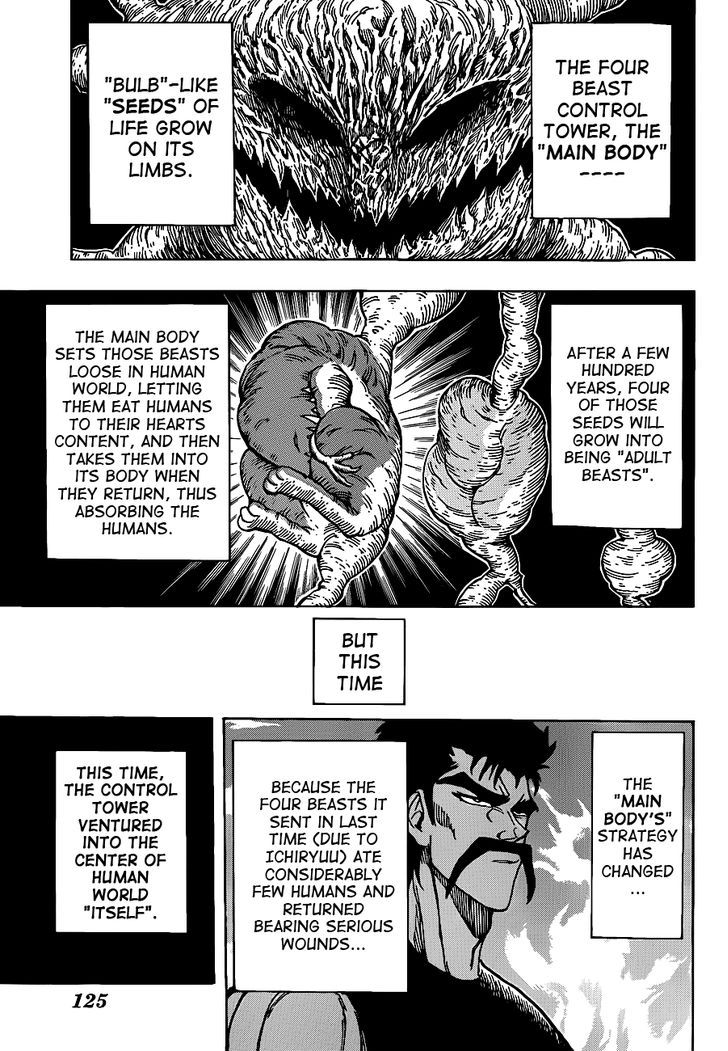 THE FOUR
BEAST
CONTROL
TOWER, THE
"MAIN BODY"
----
"BULB"-LIKE
"SEEDS" OF
LIFE GROW
ON ITS
LIMBS.
AFTER A FEW
HUNDRED
YEARS, FOUR
OF THOSE
SEEDS WILL
GROW INTO
BEING "ADULT
BEASTS".
THE MAIN BODY
SETS THOSE BEASTS
LOOSE IN HUMAN
WORLD, LETTING
THEM EAT HUMANS
TO THEIR HEARTS
CONTENT, AND THEN
TAKES THEM INTO
ITS BODY WHEN
THEY RETURN, THUS
ABSORBING THE
HUMANS.
BUT
THIS
TIME
THE
"MAIN
BODY'S"
STRATEGY
HAS
CHANGED
...
BECAUSE THE
FOUR BEASTS IT
SENT IN LAST
TIME (DUE TO
ICHIRYUU) ATE
CONSIDERABLY
FEW HUMANS AND
RETURNED
BEARING SERIOUS
WOUNDS...
THIS TIME,
THE CONTROL
TOWER
VENTURED
INTO THE
CENTER OF
HUMAN
WORLD
"ITSELF".
125